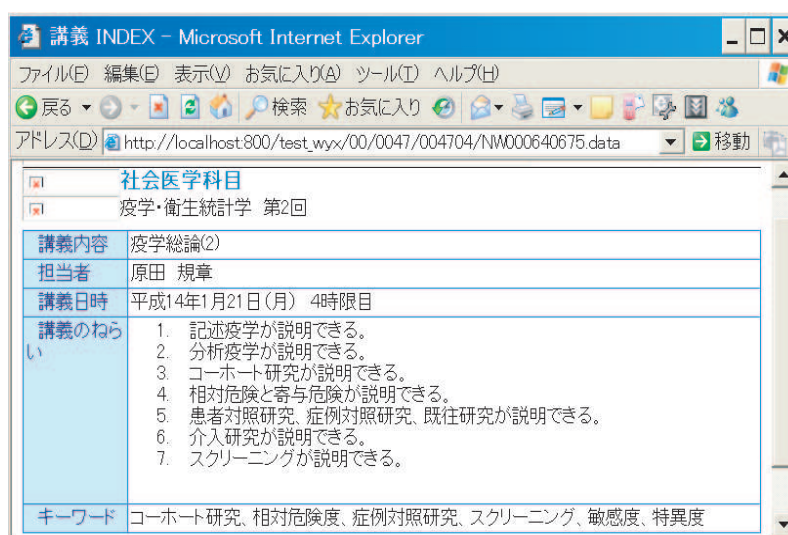 講義 INDEX - Microsoft Internet Explorer
ファイル(F) 編集(E) 表示(V) お気に入り(A) ツール(T) ヘルプ(H)
戻る 検索 お気に入り
アドレス(D) http://localhost:800/test_wyx/00/0047/004704/NW000640675.data 移動
社会医学科目
疫学・衛生統計学 第2回
講義内容 疫学総論(2)
担当者 原田 規章
講義日時 平成14年1月21日(月) 4時限目
講義のねらい
1. 記述疫学が説明できる。
2. 分析疫学が説明できる。
3. コーホート研究が説明できる。
4. 相対危険と寄与危険が説明できる。
5. 患者対照研究、症例対照研究、既往研究が説明できる。
6. 介入研究が説明できる。
7. スクリーニングが説明できる。
キーワード コーホート研究、相対危険度、症例対照研究、スクリーニング、敏感度、特異度